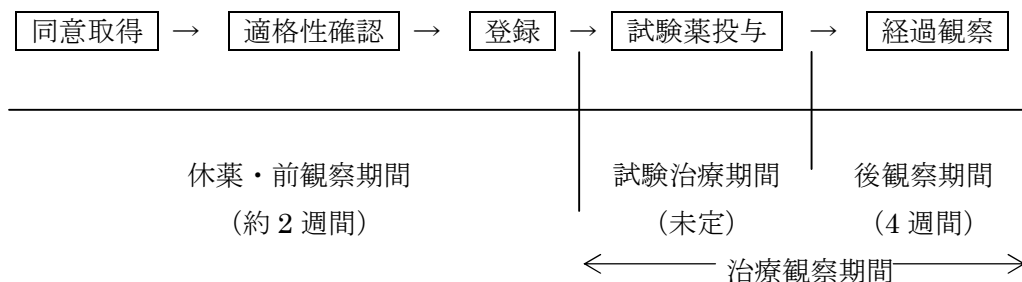 同意取得 → 適格性確認 → 登録 → 試験薬投与 → 経過観察
休薬・前観察期間 試験治療期間 後観察期間
（約2週間） （未定） （4週間）
治療観察期間